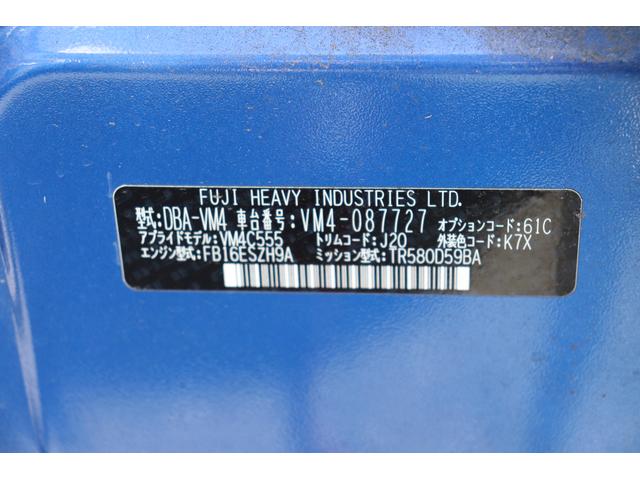 FUJI HEAVY INDUSTRIES LTD.
型式:DBA-VM4 車台番号:VM4-087727 オプションコード:61C
アプライドモデル:VM4C555 トリムコード:J20 外装色コード:K7X
エンジン型式:FB16ESZH9A ミッション型式:TR580D59BA